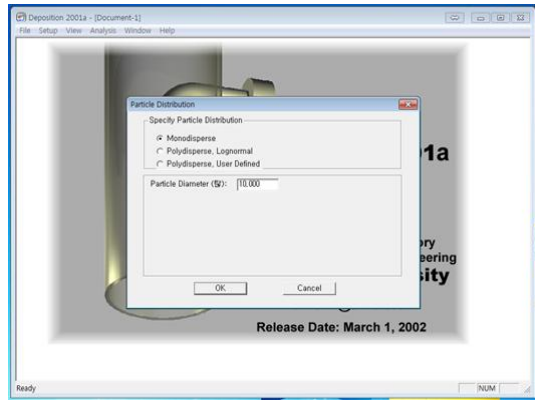 Deposition 2001a - [Document-1]
File Setup View Analysis Window Help
Particle Distribution
Specify Particle Distribution
Monodisperse
Polydisperse, Lognormal
Polydisperse, User Defined
Particle Diameter (
10,000
OK Cancel
1a
ory
eering
sity
Release Date: March 1, 2002
Ready
NUM